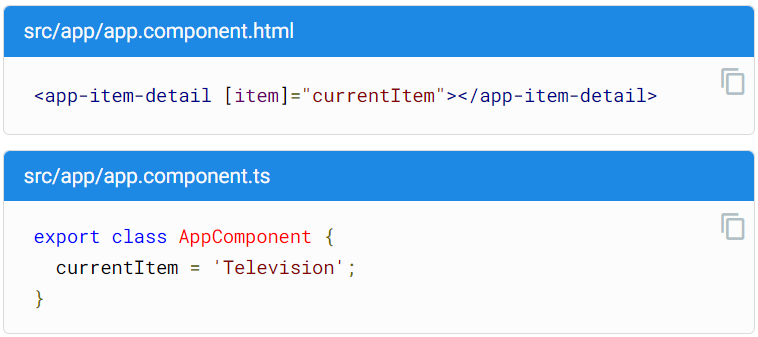 src/app/app.component.html
<app-item-detail [item]="currentItem"></app-item-detail>
src/app/app.component.ts
export class AppComponent {
  currentItem = 'Television';
}